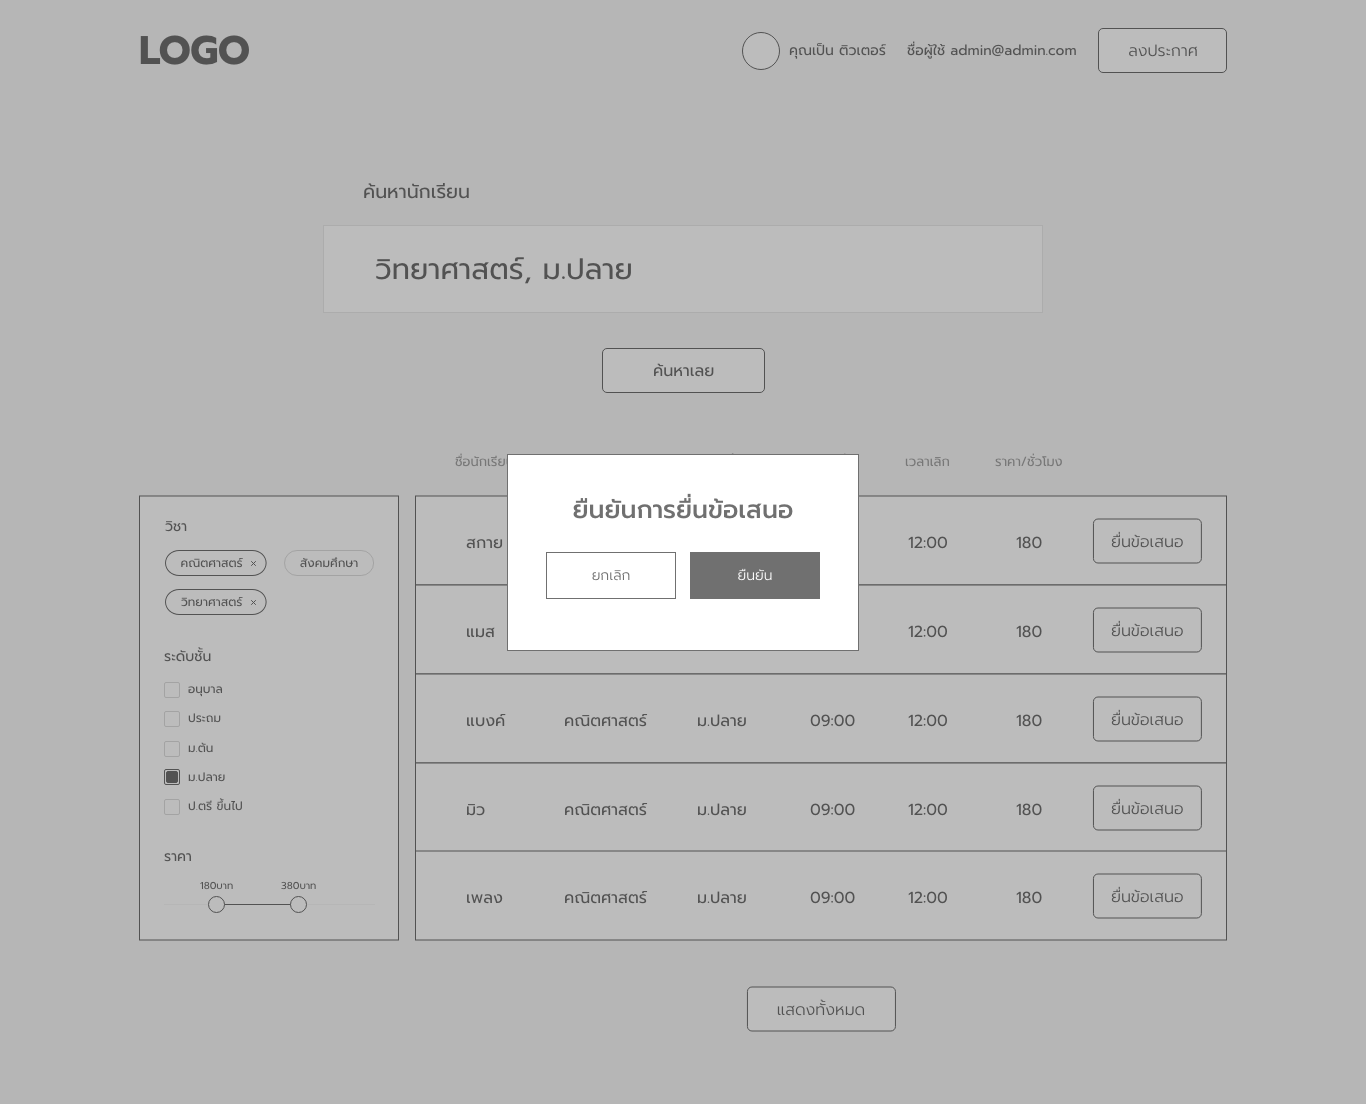 LOGO
คุณเป็น ติวเตอร์ ชื่อผู้ใช้ admin@admin.com ลงประกาศ
ค้นหานักเรียน
วิทยาศาสตร์, ม.ปลาย
ค้นหาเลย
เวลาเลิก ราคา/ชั่วโมง
ยืนยันการยื่นข้อเสนอ
ยกเลิก ยืนยัน
วิชา
คณิตศาสตร์ × สังคมศึกษา
วิทยาศาสตร์ ×
ระดับชั้น
อนุบาล
ประถม
ม.ต้น
ม.ปลาย
ป.ตรี ขึ้นไป
ราคา
180บาท 380บาท
สกาย 12:00 180 ยื่นข้อเสนอ
แมส 12:00 180 ยื่นข้อเสนอ
แบงค์ คณิตศาสตร์ ม.ปลาย 09:00 12:00 180 ยื่นข้อเสนอ
มิว คณิตศาสตร์ ม.ปลาย 09:00 12:00 180 ยื่นข้อเสนอ
เพลง คณิตศาสตร์ ม.ปลาย 09:00 12:00 180 ยื่นข้อเสนอ
แสดงทั้งหมด